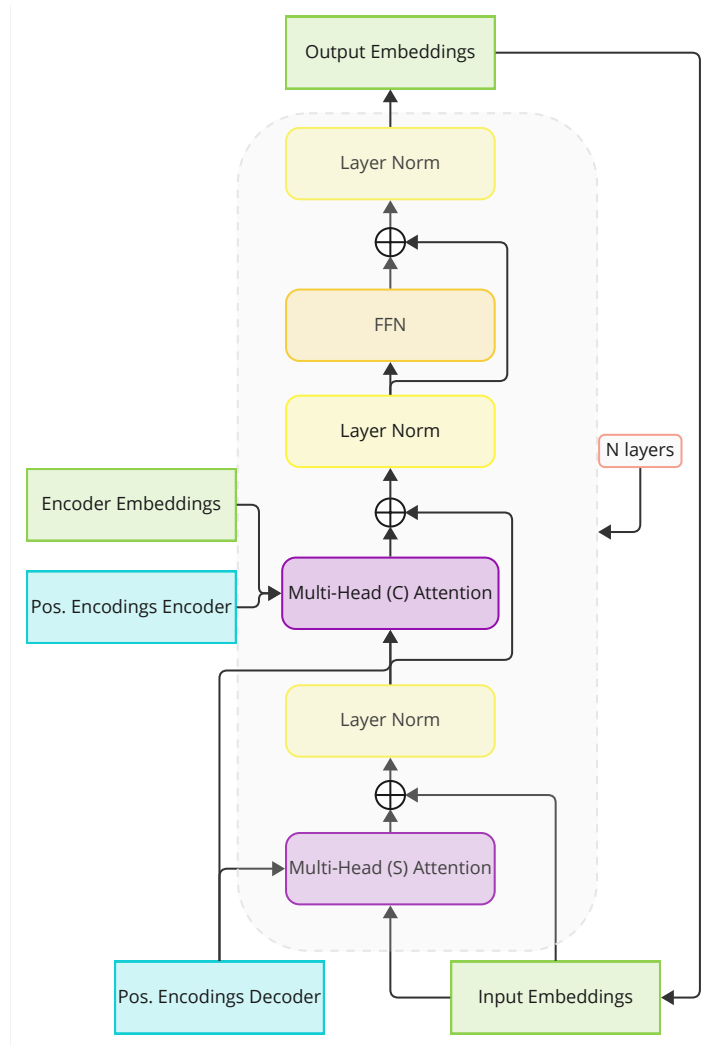 Output Embeddings
Layer Norm
FFN
Layer Norm
N layers
Encoder Embeddings
Multi-Head (C) Attention
Pos. Encodings Encoder
Layer Norm
Multi-Head (S) Attention
Pos. Encodings Decoder
Input Embeddings